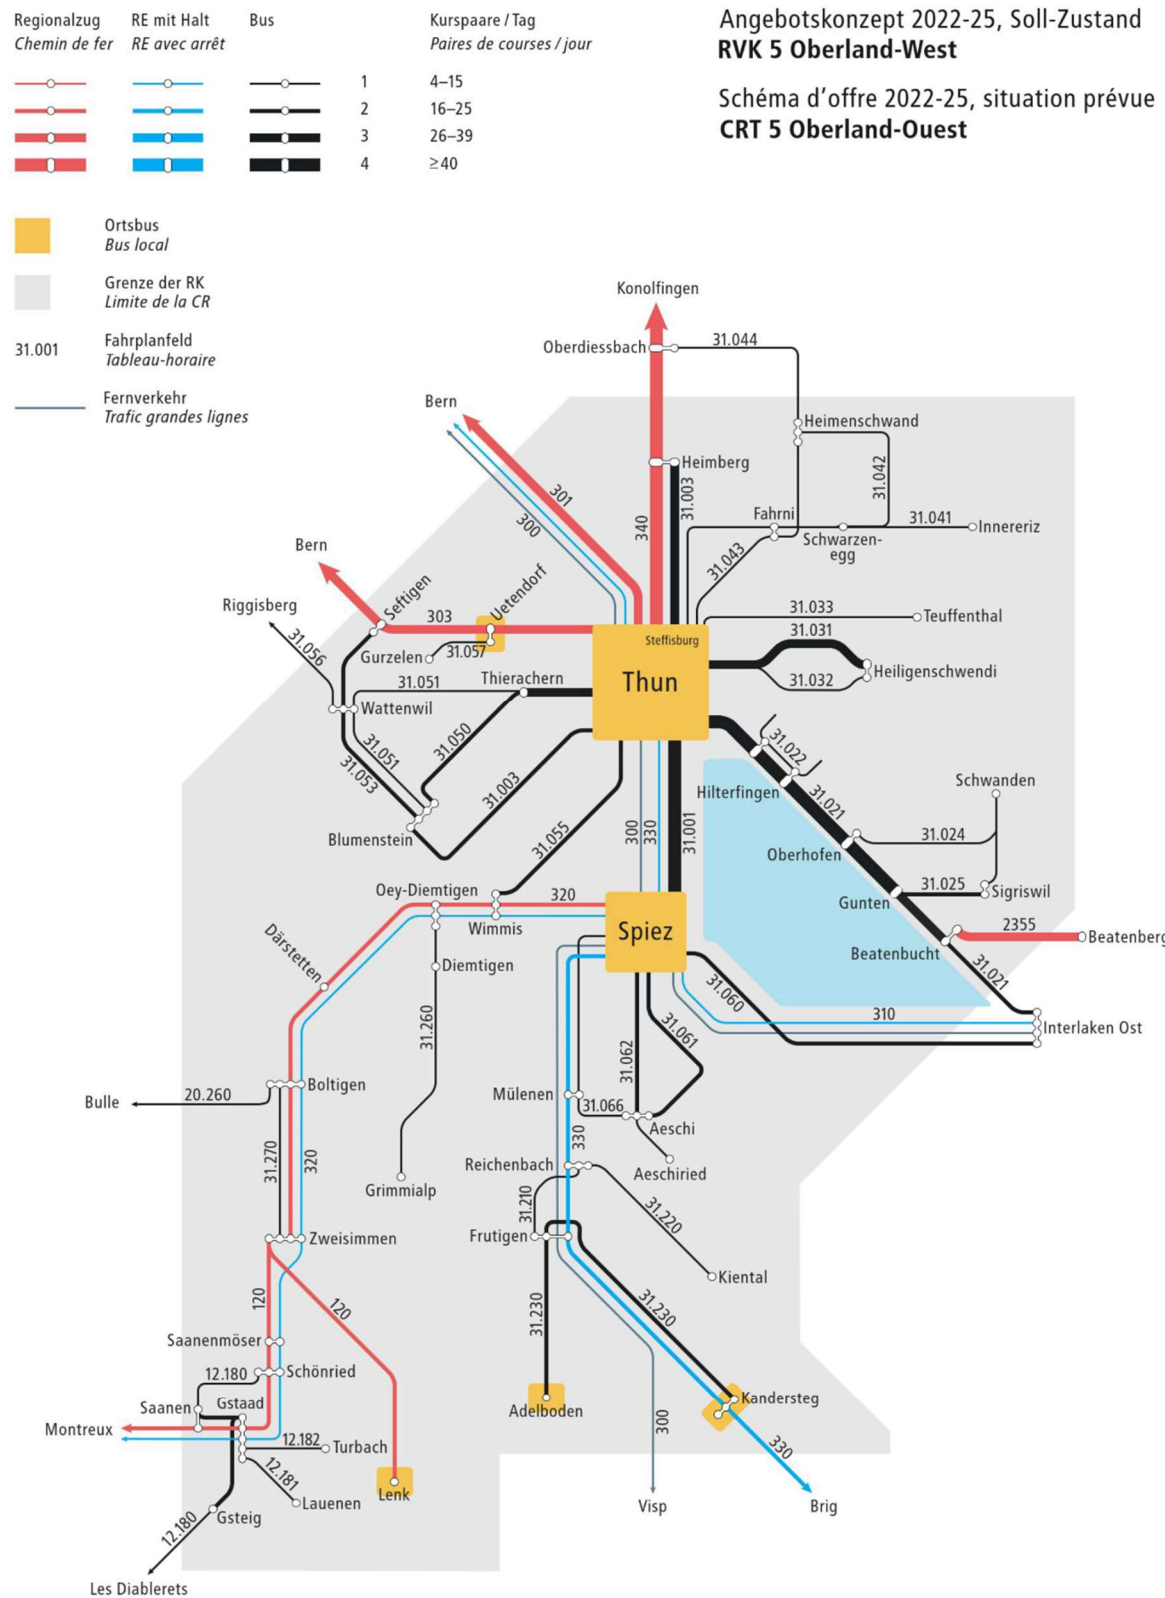 Regionalzug
Chemin de fer
RE mit Halt
RE avec arrêt
Bus
Kurspaare / Tag
Paires de courses / jour
1
4–15
2
16–25
3
26–39
4
≥40
Angebotskonzept 2022-25, Soll-Zustand
RVK 5 Oberland-West
Schéma d’offre 2022-25, situation prévue
CRT 5 Oberland-Ouest
Ortsbus
Bus local
Grenze der RK
Limite de la CR
31.001
Fahrplanfeld
Tableau-horaire
Fernverkehr
Trafic grandes lignes
Konolfingen
Oberdiessbach
31.044
Bern
Heimenschwand
Heimberg
31.042
301
300
340
31.003
Fahrni
31.041
Innereriz
Schwarzen-
egg
31.043
Bern
Seftigen
Uetendorf
Riggisberg
303
31.033
Teuffenthal
31.056
Gurzelen
31.057
Steffisburg
Thun
31.031
31.032
Heiligenschwendi
Thierachern
31.051
Wattenwil
31.051
31.050
31.053
31.003
Blumenstein
31.022
Hilterfingen
31.021
Schwanden
31.055
300
330
31.001
Oberhofen
31.024
Gunten
31.025
Sigriswil
Oey-Diemtigen
320
Wimmis
Spiez
2355
Beatenberg
Beatenbucht
31.021
Därstetten
Diemtigen
31.060
310
Interlaken Ost
31.260
31.062
31.061
Boltigen
Bulle
20.260
Mülenen
31.066
Aeschi
330
Aeschiried
Reichenbach
31.270
320
Grimmialp
31.210
31.220
Zweisimmen
Frutigen
Kiental
120
120
31.230
31.230
Saanenmöser
Schönried
12.180
Saanen
Gstaad
Montreux
12.182
Turbach
12.181
Lauenen
Gsteig
12.180
Les Diablerets
Lenk
Adelboden
Kandersteg
300
330
Visp
Brig